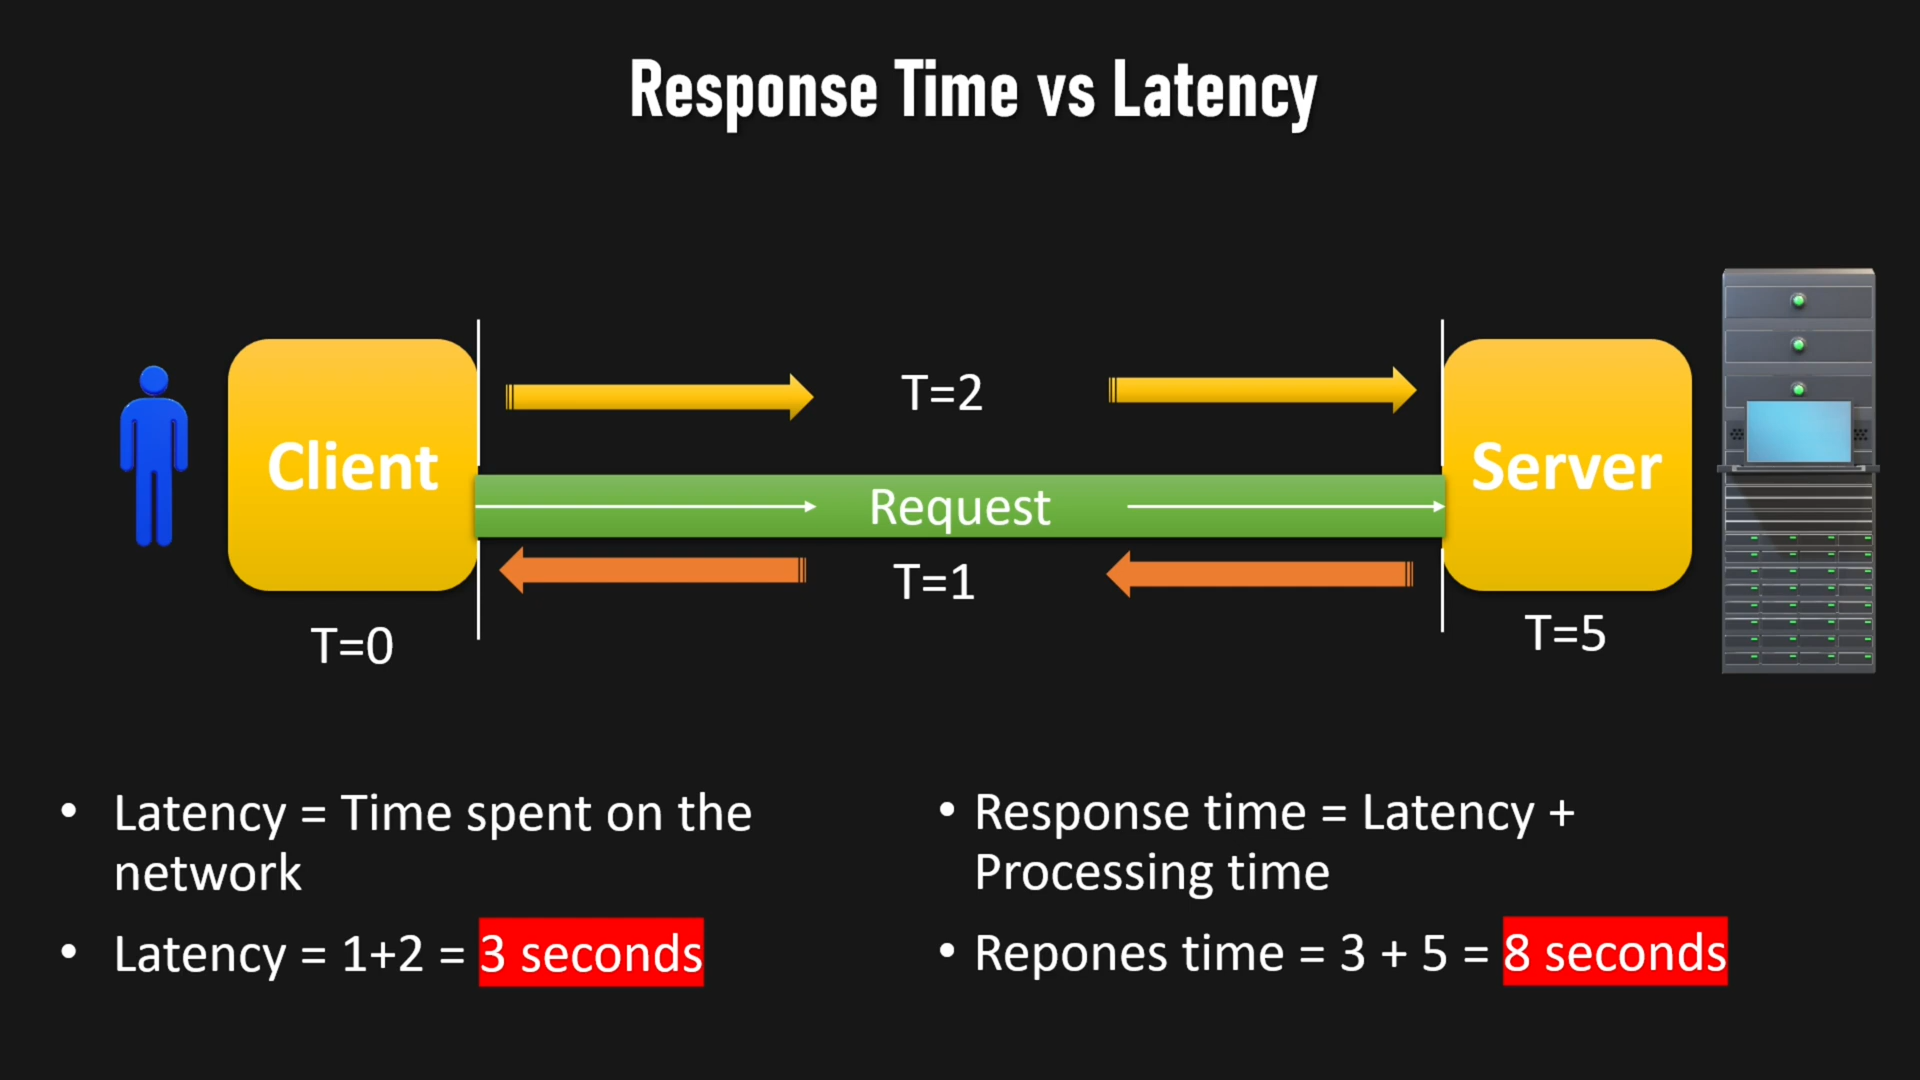 Response Time vs Latency
T=2
Client
Server
Request
T=1
T=0
T=5
• Latency = Time spent on the
network
• Latency = 1+2 = 3 seconds
• Response time = Latency +
Processing time
• Repones time = 3 + 5 = 8 seconds